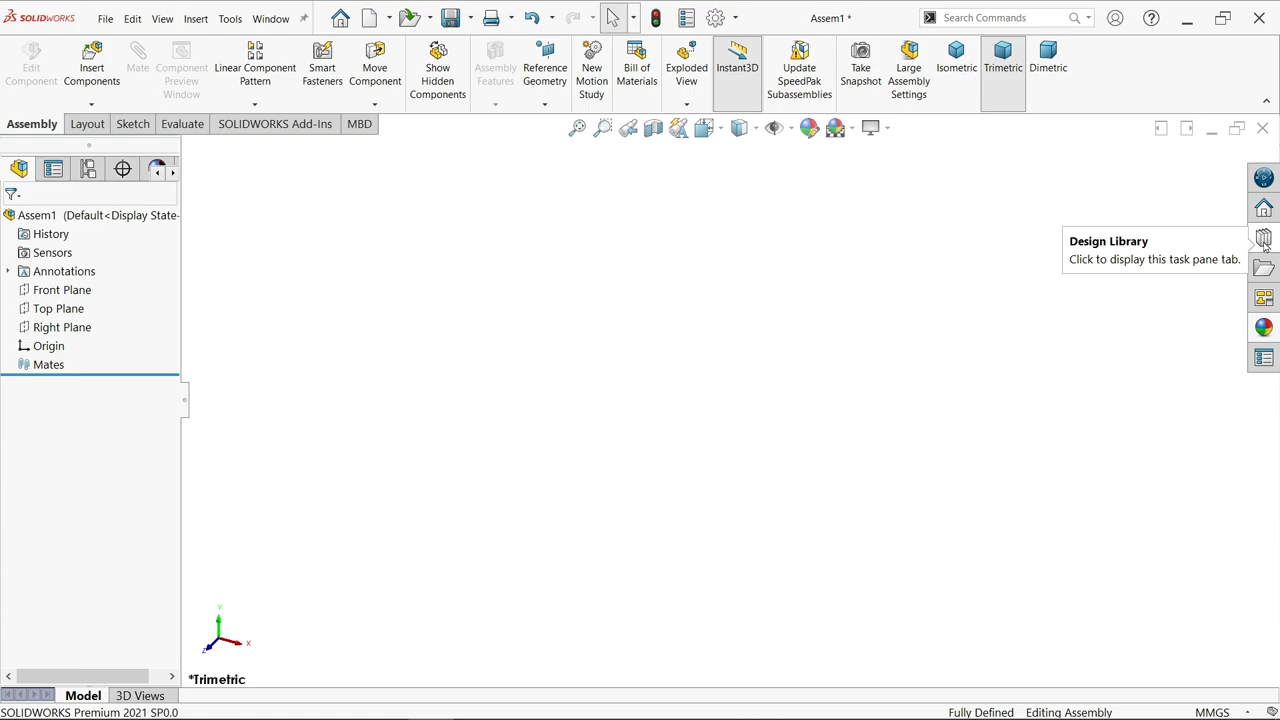 SOLIDWORKS File Edit View Insert Tools Window Assem1 * Search Commands
Edit Component
Insert Components
Mate
Component Preview Window
Linear Component Pattern
Smart Fasteners
Move Component
Show Hidden Components
Assembly Features
Reference Geometry
New Motion Study
Bill of Materials
Exploded View
Instant3D
Update SpeedPak Subassemblies
Take Snapshot
Large Assembly Settings
Isometric
Trimetric
Dimetric
Assembly Layout Sketch Evaluate SOLIDWORKS Add-Ins MBD
Assem1 (Default<Display State-
History
Sensors
Annotations
Front Plane
Top Plane
Right Plane
Origin
Mates
Design Library
Click to display this task pane tab.
Y
X
Z
*Trimetric
Model 3D Views
SOLIDWORKS Premium 2021 SP0.0 Fully Defined Editing Assembly MMGS